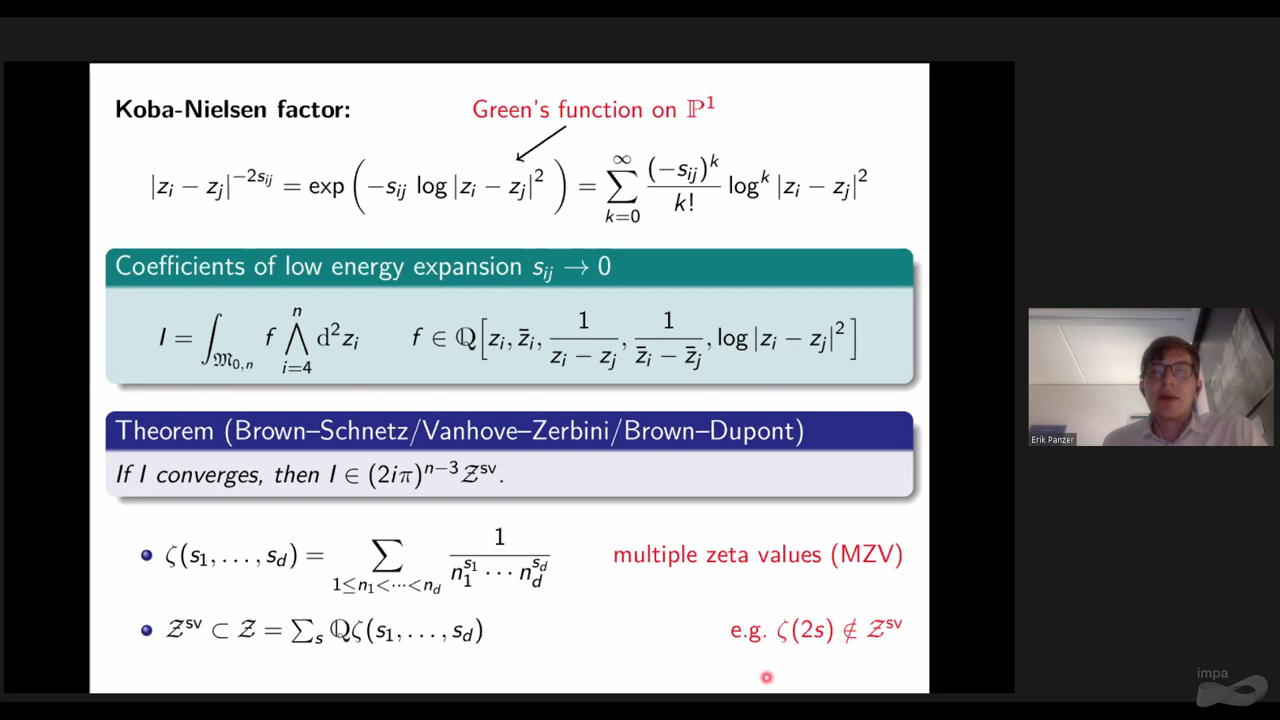 Koba-Nielsen factor: Green's function on ℙ¹
|z_i − z_j|^{−2s_{ij}} = exp(−s_{ij} log|z_i − z_j|²) = ∑_{k=0}^{∞} (−s_{ij})^k / k! log^k |z_i − z_j|²
Coefficients of low energy expansion s_{ij} → 0
I = ∫_{𝔐_{0,n}} f ⋀_{i=4}^{n} d²z_i f ∈ ℚ[z_i, z̄_i, 1/(z_i − z_j), 1/(z̄_i − z̄_j), log|z_i − z_j|²]
Theorem (Brown–Schnetz/Vanhove–Zerbini/Brown–Dupont)
If I converges, then I ∈ (2iπ)^{n−3} 𝒵^{sv}.
ζ(s_1, . . . , s_d) = ∑_{1≤n_1<···<n_d} 1/(n_1^{s_1} · · · n_d^{s_d}) multiple zeta values (MZV)
𝒵^{sv} ⊂ 𝒵 = ∑_s ℚζ(s_1, . . . , s_d) e.g. ζ(2s) ∉ 𝒵^{sv}
Erik Panzer
impa